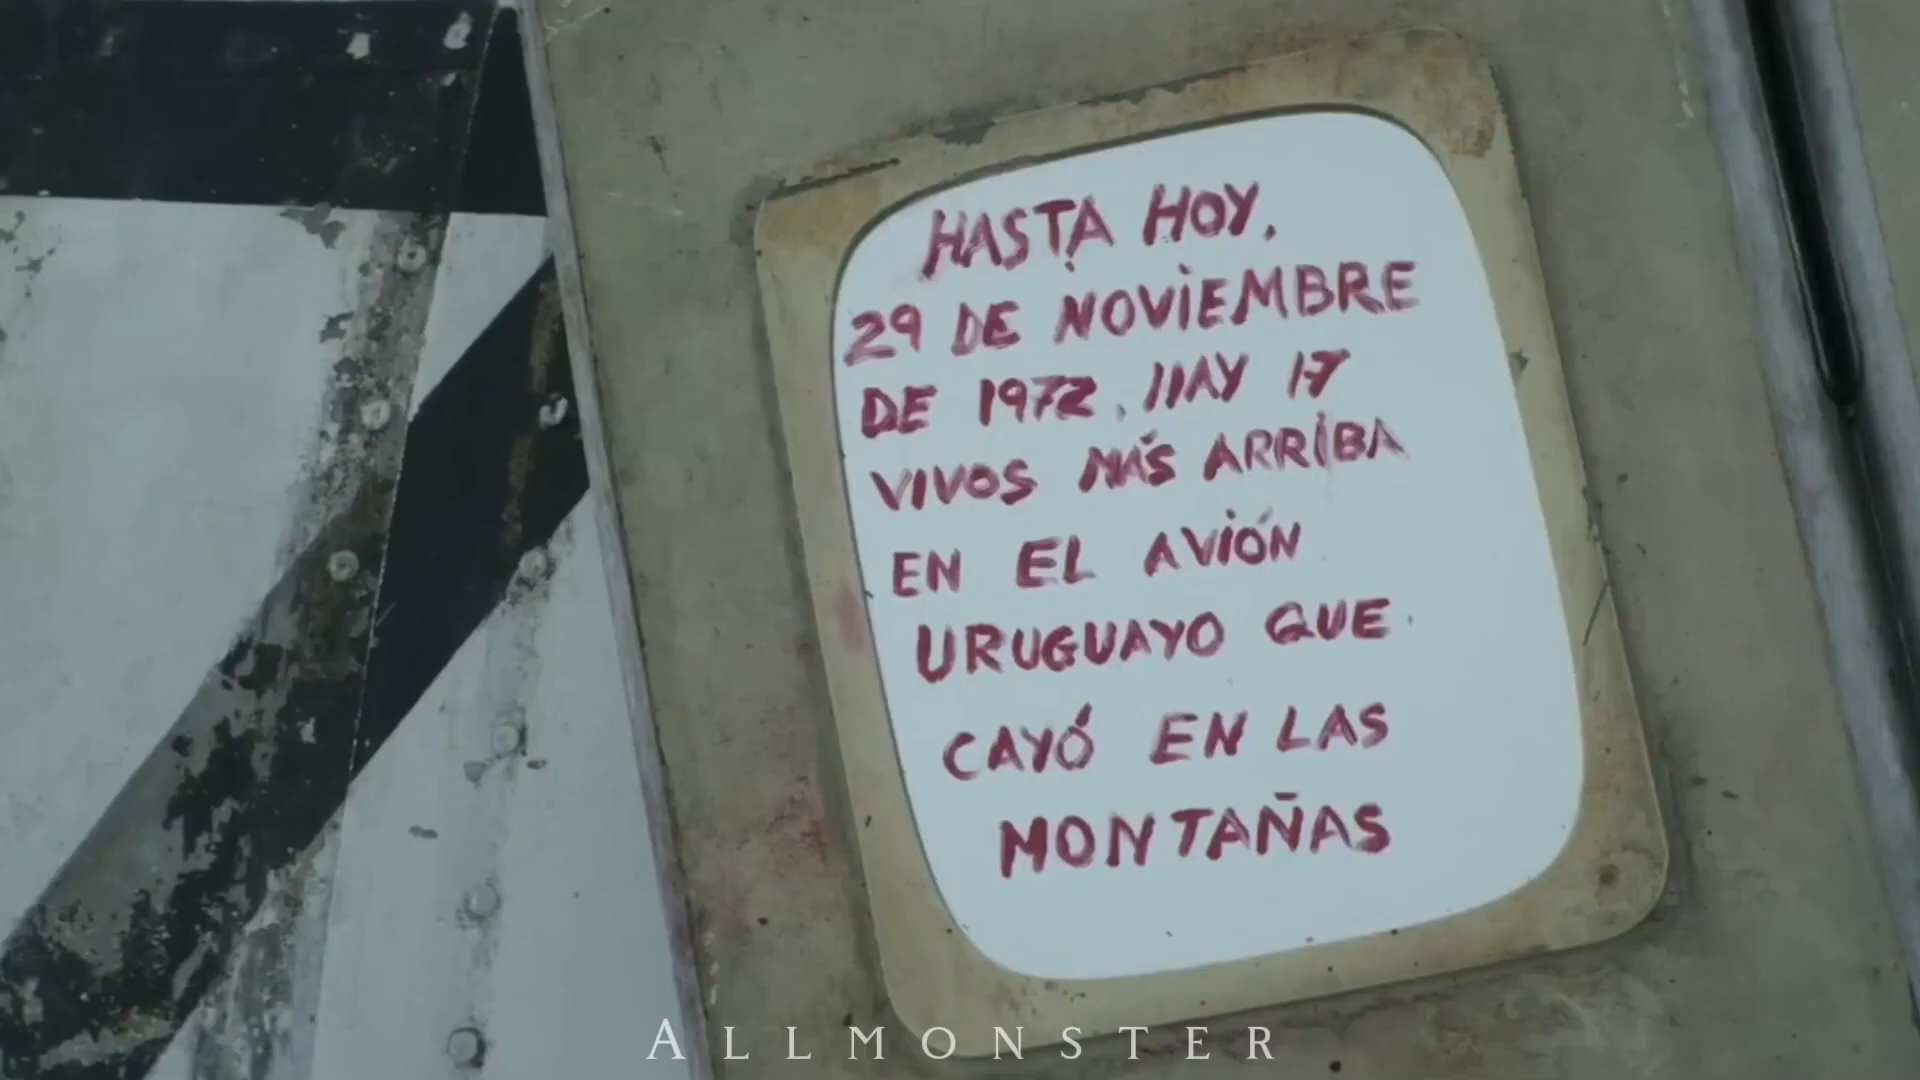 HASTA HOY,
29 DE NOVIEMBRE
DE 1972, HAY 17
VIVOS MÁS ARRIBA
EN EL AVIÓN
URUGUAYO QUE
CAYÓ EN LAS
MONTAÑAS
ALLMONSTER